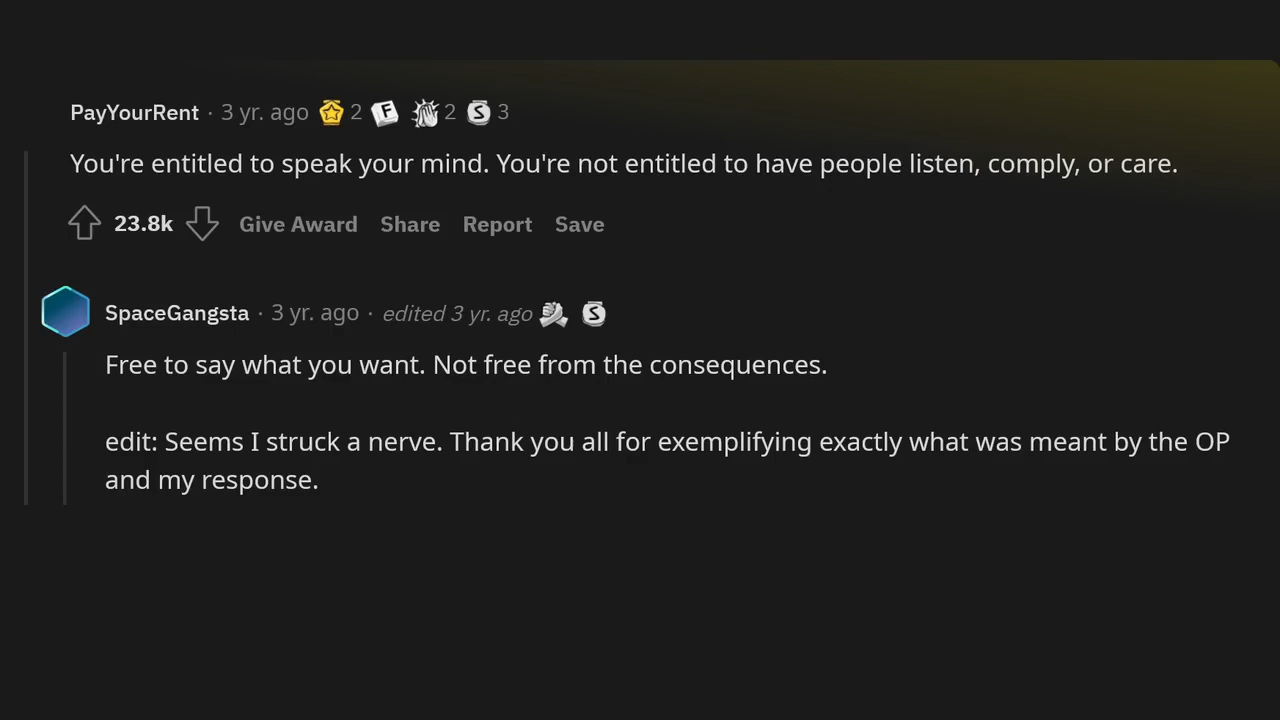 PayYourRent · 3 yr. ago 2 F 2 S 3
You're entitled to speak your mind. You're not entitled to have people listen, comply, or care.
23.8k Give Award Share Report Save
SpaceGangsta · 3 yr. ago · edited 3 yr. ago S
Free to say what you want. Not free from the consequences.
edit: Seems I struck a nerve. Thank you all for exemplifying exactly what was meant by the OP
and my response.